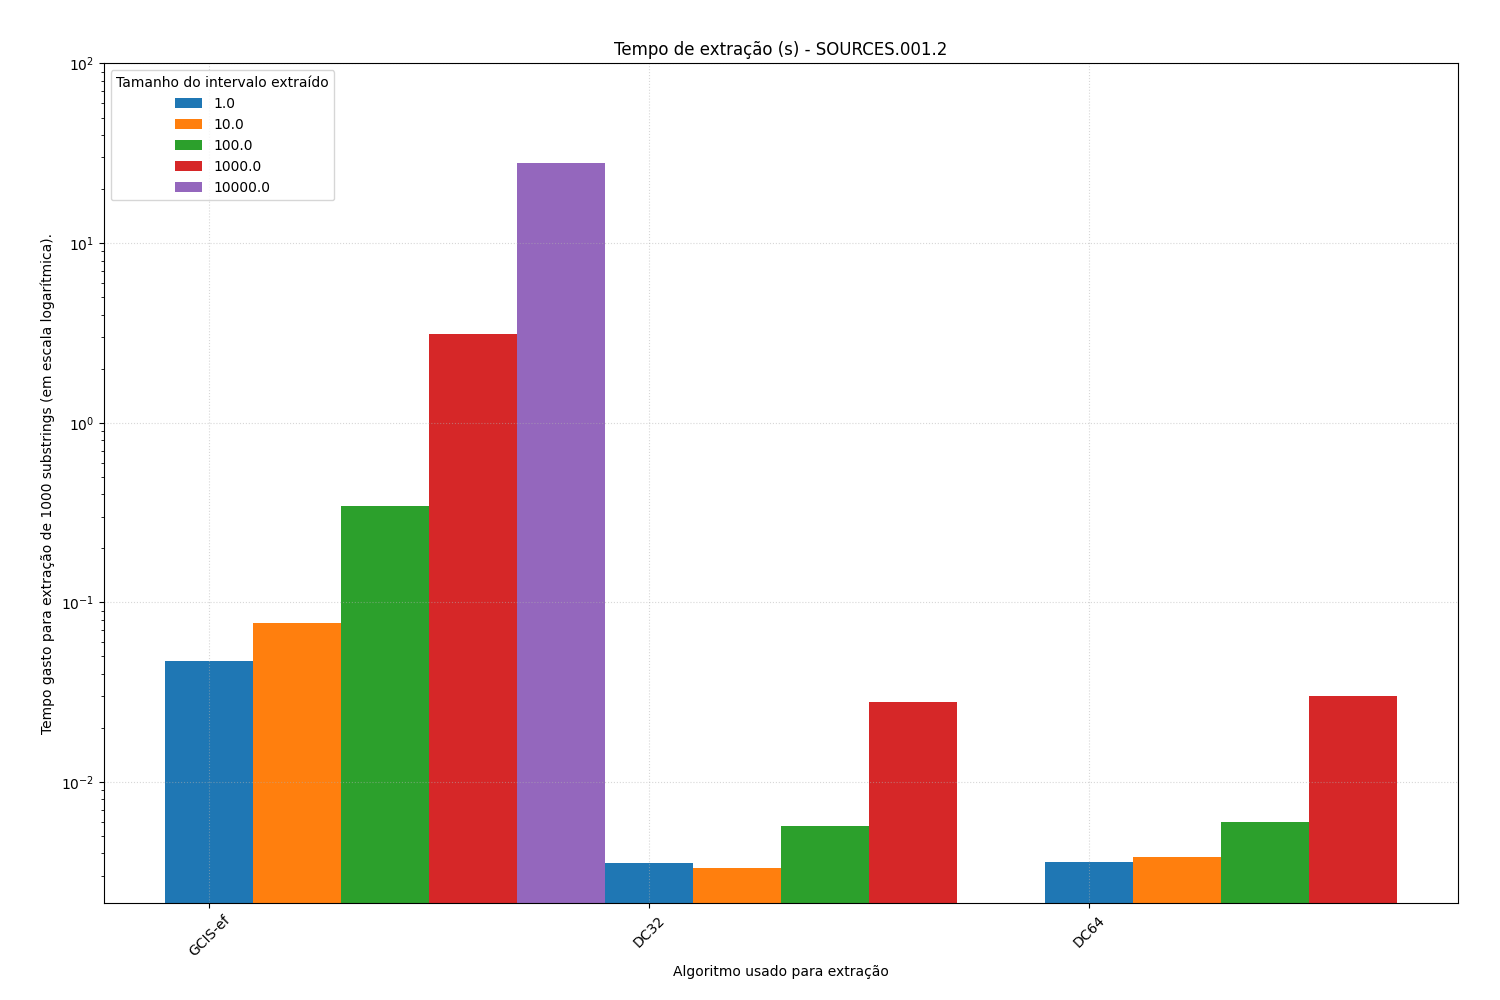 Tempo de extração (s) - SOURCES.001.2
Tamanho do intervalo extraído
1.0
10.0
100.0
1000.0
10000.0
10²
10¹
10⁰
10⁻¹
10⁻²
Tempo gasto para extração de 1000 substrings (em escala logarítmica).
GCIS-ef
DC32
DC64
Algoritmo usado para extração